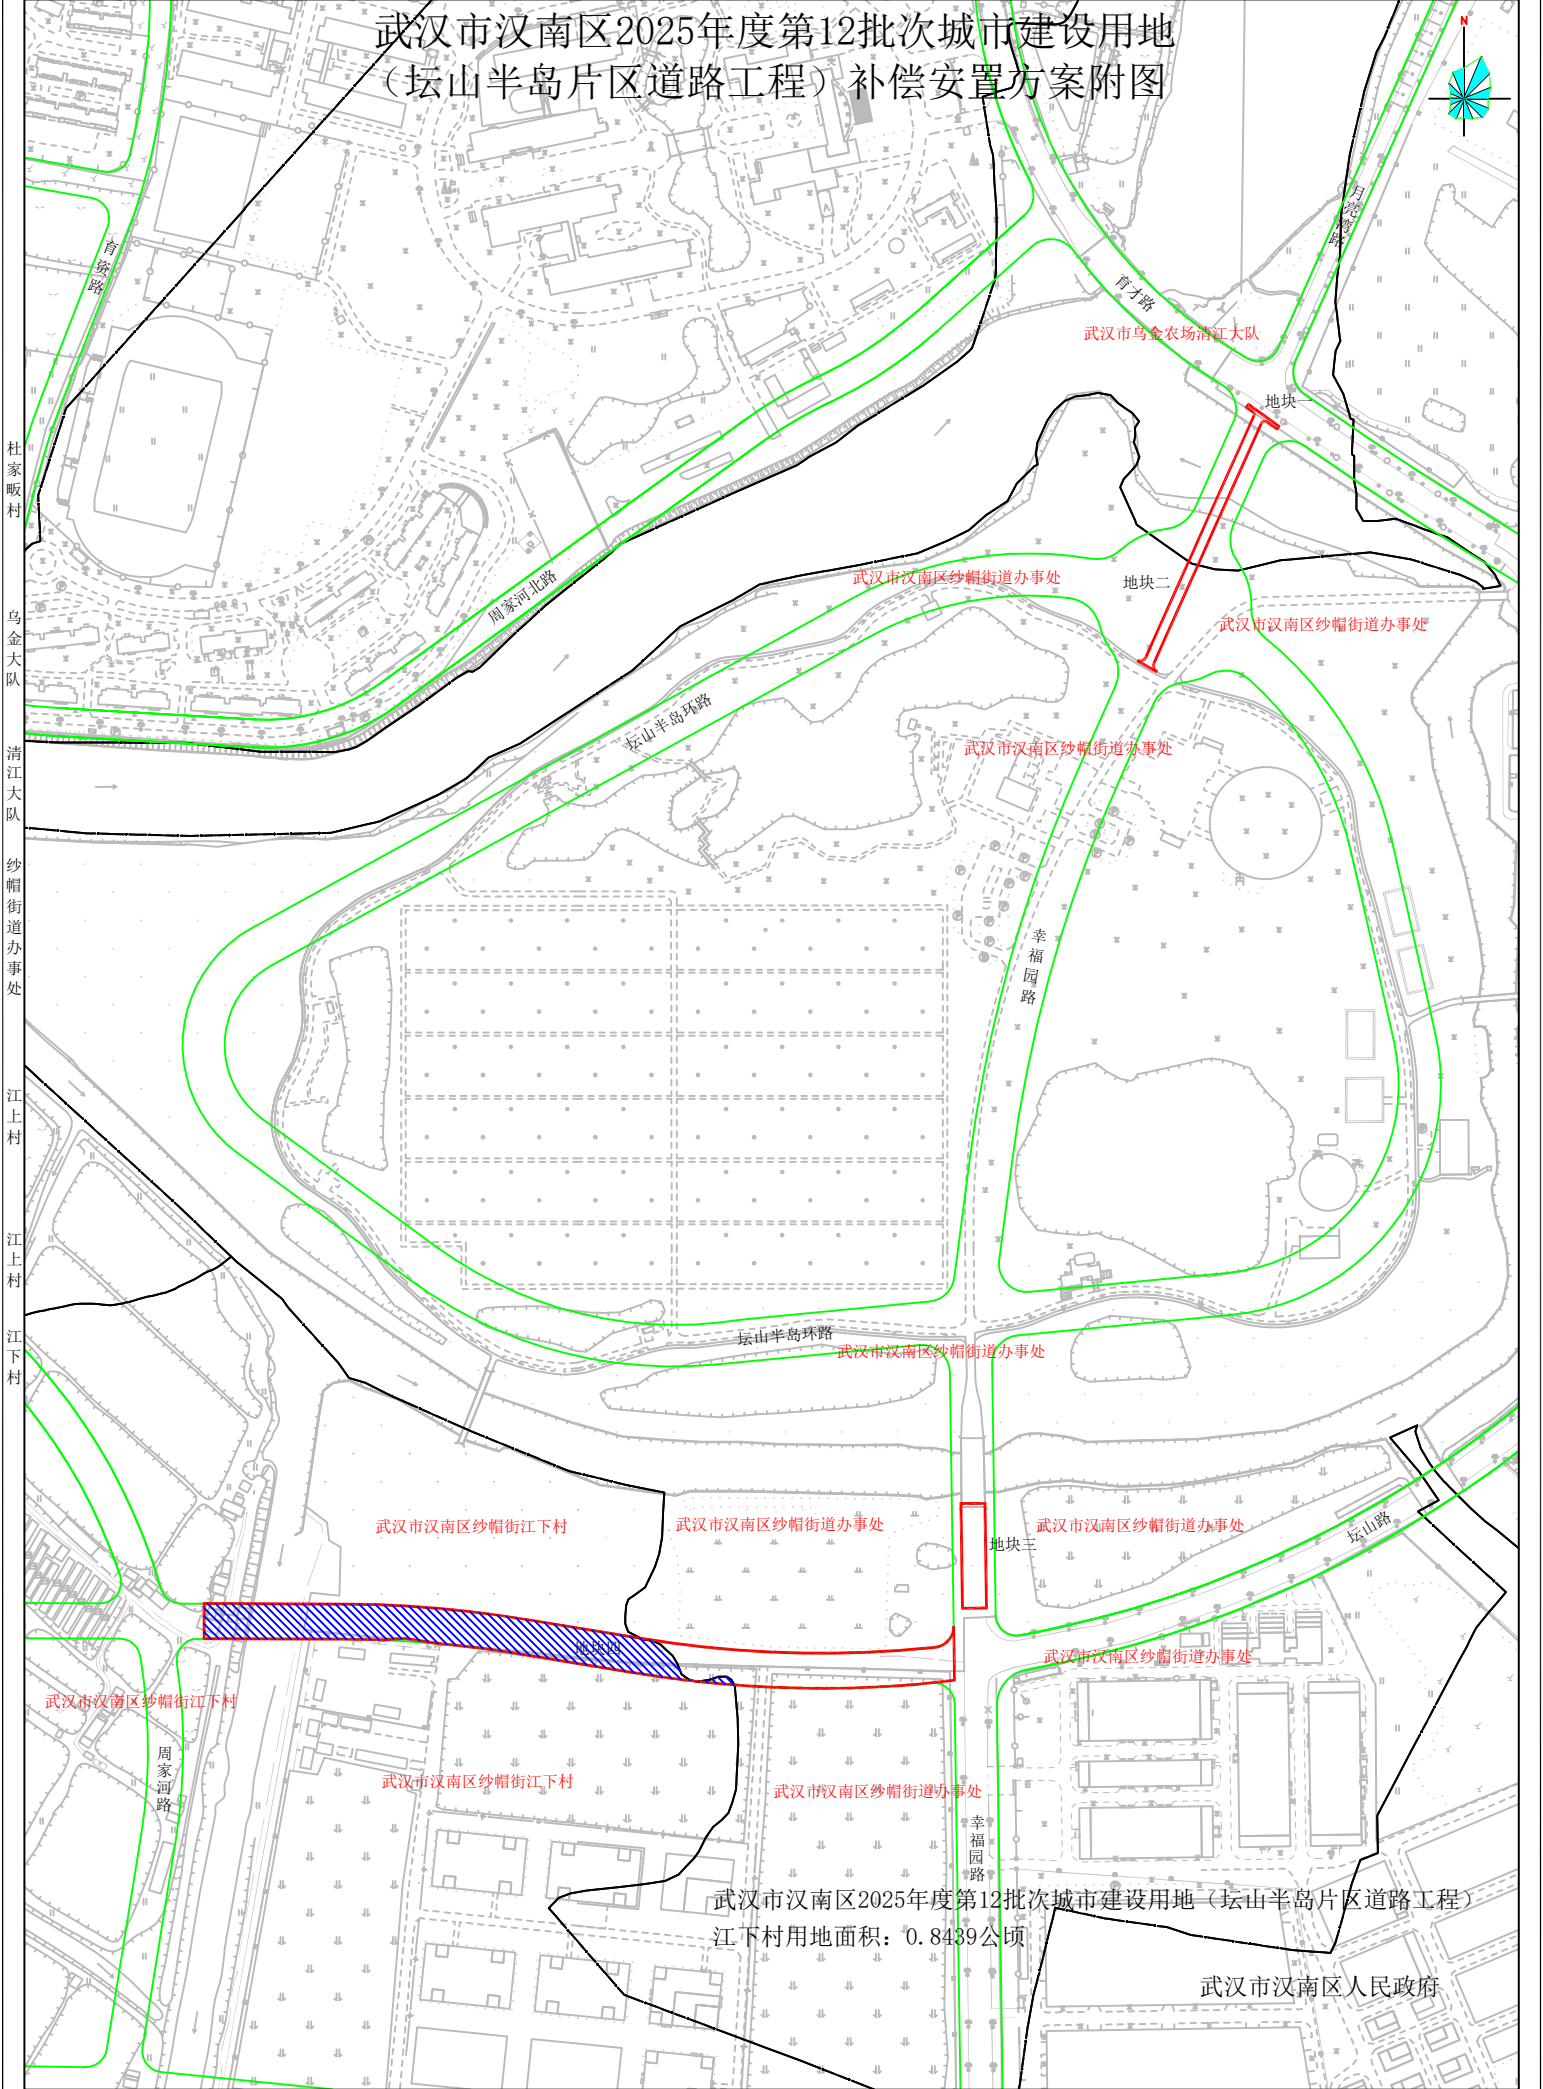 武汉市汉南区2025年度第12批次城市建设用地
（坛山半岛片区道路工程）补偿安置方案附图
N
月亮湾路
育贤路
育才路
武汉市乌金农场清江大队
地块一
杜家畈村
周家河北路
武汉市汉南区纱帽街道办事处
地块二
武汉市汉南区纱帽街道办事处
乌金大队
坛山半岛环路
武汉市汉南区纱帽街道办事处
清江大队
纱帽街道办事处
幸福园路
江上村
江上村
坛山半岛环路
武汉市汉南区纱帽街道办事处
江下村
武汉市汉南区纱帽街江下村
武汉市汉南区纱帽街道办事处
武汉市汉南区纱帽街道办事处
坛山路
地块三
地块四
武汉市汉南区纱帽街道办事处
武汉市汉南区纱帽街江下村
周家河路
武汉市汉南区纱帽街江下村
武汉市汉南区纱帽街道办事处
幸福园路
武汉市汉南区2025年度第12批次城市建设用地（坛山半岛片区道路工程）
江下村用地面积：0.8439公顷
武汉市汉南区人民政府